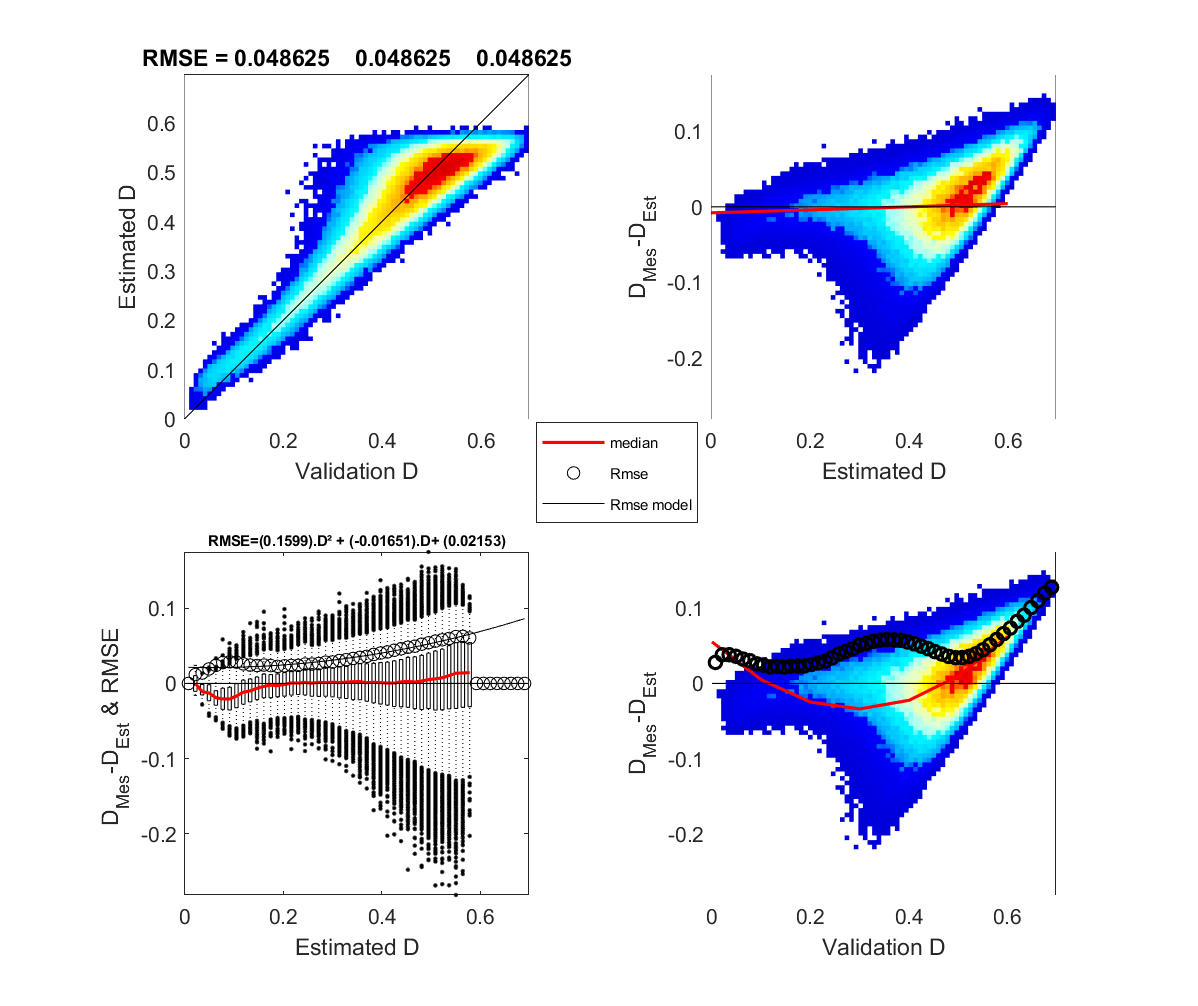 RMSE = 0.048625 0.048625 0.048625
0.6
0.5
0.4
0.3
0.2
0.1
0
0 0.2 0.4 0.6
Estimated D
Validation D
0.1
0
-0.1
-0.2
0 0.2 0.4 0.6
D_Mes-D_Est
Estimated D
median
Rmse
Rmse model
RMSE=(0.1599).D² + (-0.01651).D+ (0.02153)
0.1
0
-0.1
-0.2
0 0.2 0.4 0.6
D_Mes-D_Est & RMSE
Estimated D
0.1
0
-0.1
-0.2
0 0.2 0.4 0.6
D_Mes-D_Est
Validation D